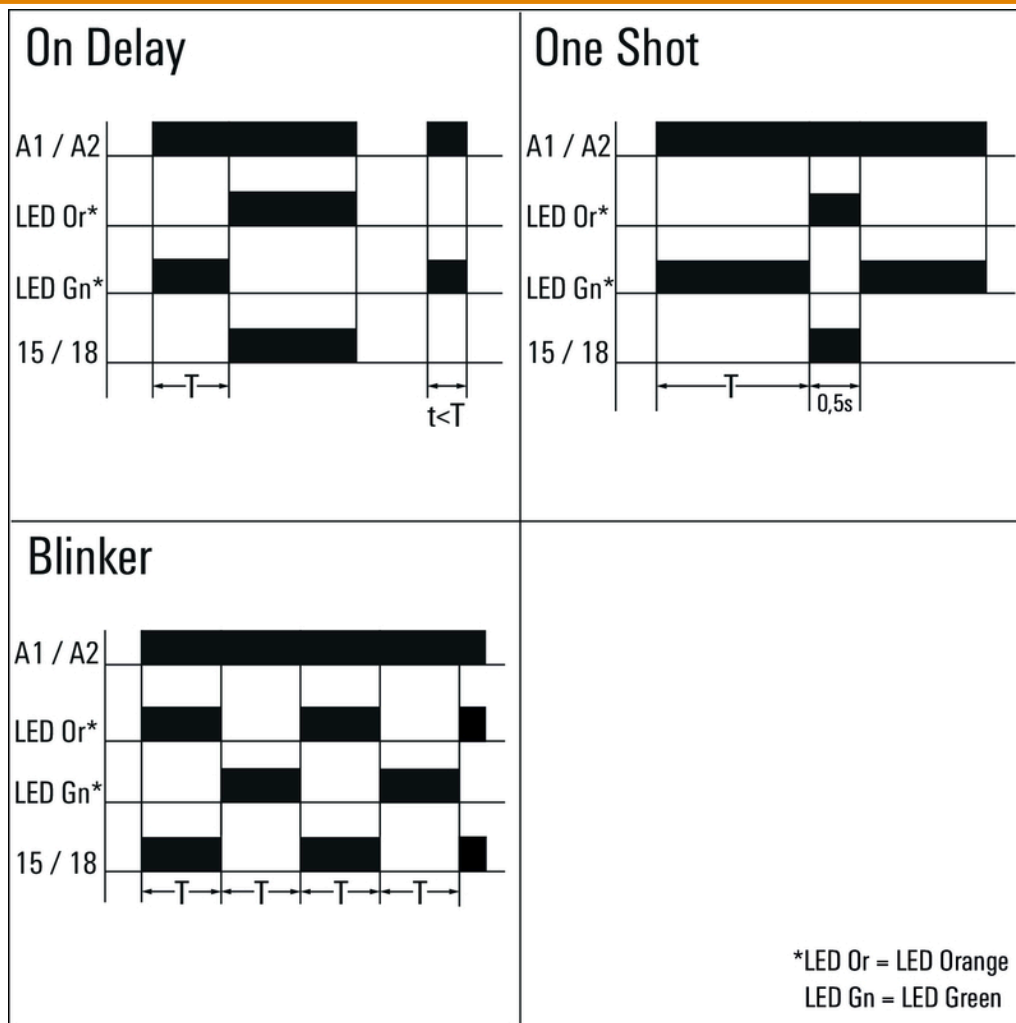 On Delay
A1 / A2
LED Or*
LED Gn*
15 / 18
T
t<T
One Shot
A1 / A2
LED Or*
LED Gn*
15 / 18
T
0,5s
Blinker
A1 / A2
LED Or*
LED Gn*
15 / 18
T T T T
*LED Or = LED Orange
LED Gn = LED Green